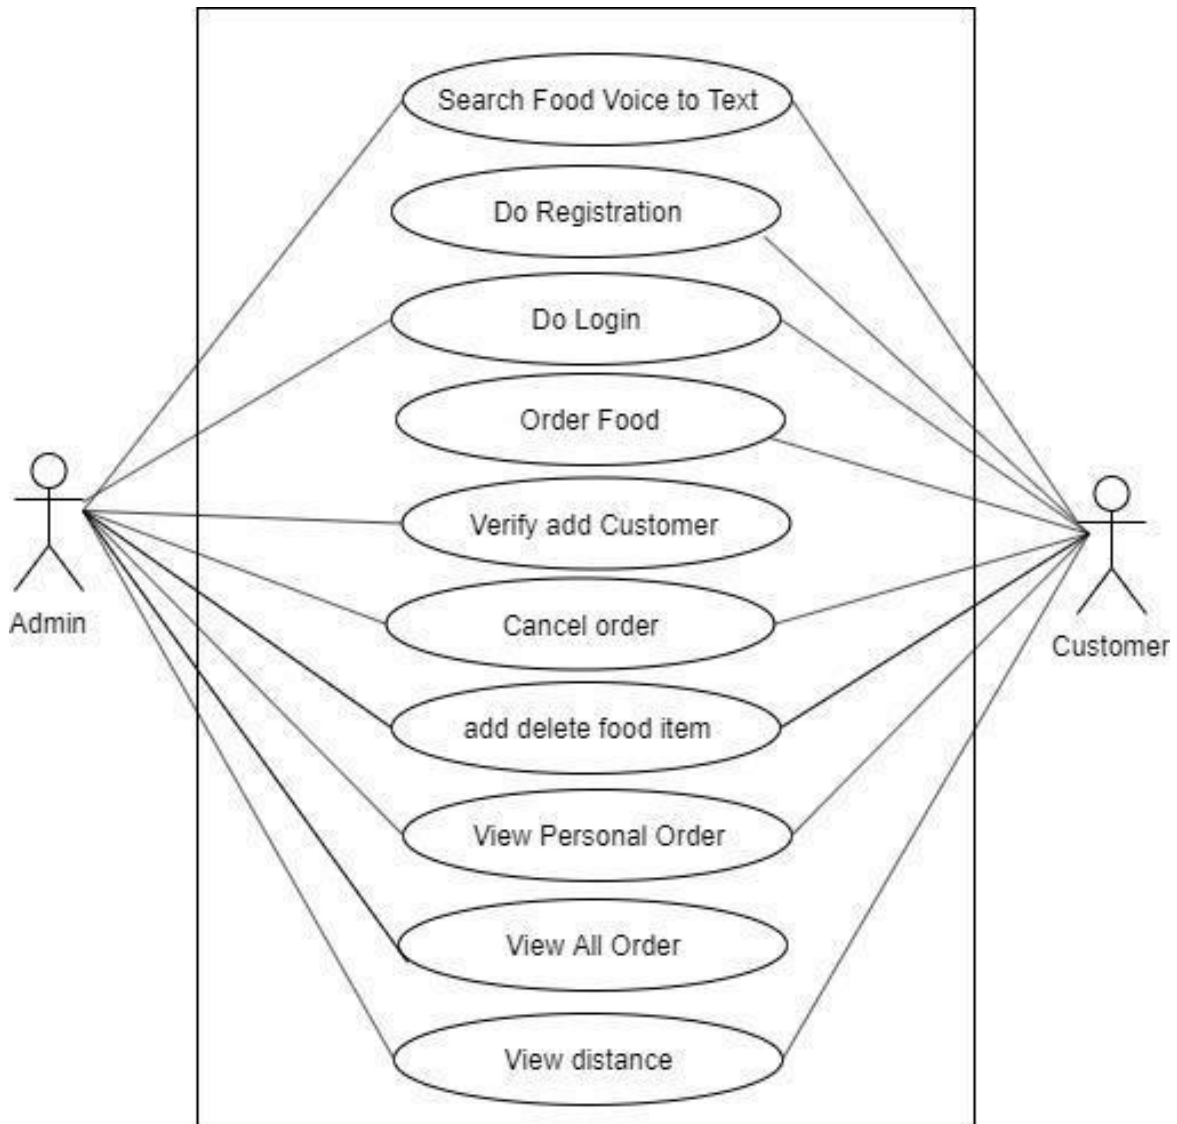 Search Food Voice to Text
Do Registration
Do Login
Order Food
Verify add Customer
Admin
Cancel order
Customer
add delete food item
View Personal Order
View All Order
View distance